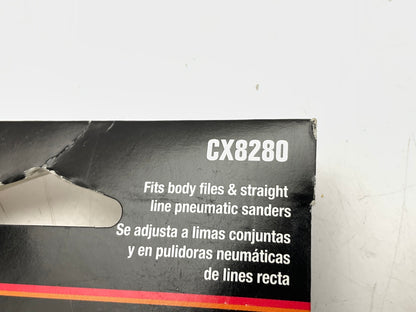 CX8280
Fits body files & straight
line pneumatic sanders
Se adjusta a limas conjuntas
y en pulidoras neumáticas
de lines recta